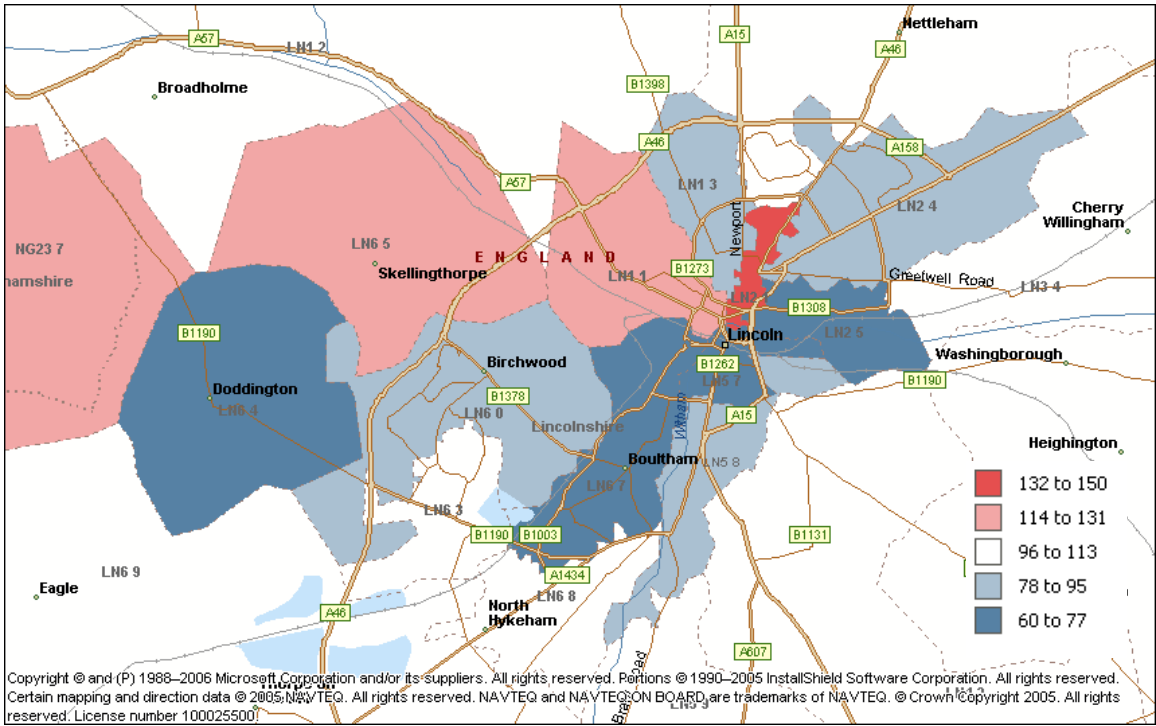 Nettleham
A57
A15
LN1 2
A46
B1398
Broadholme
A46
A158
A57
LN1 3
LN2 4
Cherry
Willingham
Newport
NG23 7
LN6 5
ENGLAND
Skellingthorpe
hamshire
B1273
LN1 1
Greetwell Road
LN3 4
LN2 1
B1308
B1190
LN2 5
Lincoln
Washingborough
Birchwood
B1262
B1190
Doddington
LN5 7
B1378
LN6 4
LN6 0
Witham
A15
Lincolnshire
Heighington
Boultham
LN5 8
LN6 7
132 to 150
LN6 3
114 to 131
B1190
B1003
B1131
96 to 113
LN6 9
A1434
78 to 95
Eagle
LN6 8
North
Hykeham
A46
60 to 77
A607
Copyright © and (P) 1988–2006 Microsoft Corporation and/or its suppliers. All rights reserved. Portions © 1990–2005 InstallShield Software Corporation. All rights reserved.
Certain mapping and direction data © 2005 NAVTEQ. All rights reserved. NAVTEQ and NAVTEQ ON BOARD are trademarks of NAVTEQ. © Crown Copyright 2005. All rights
reserved. License number 100025500.
LN5 9